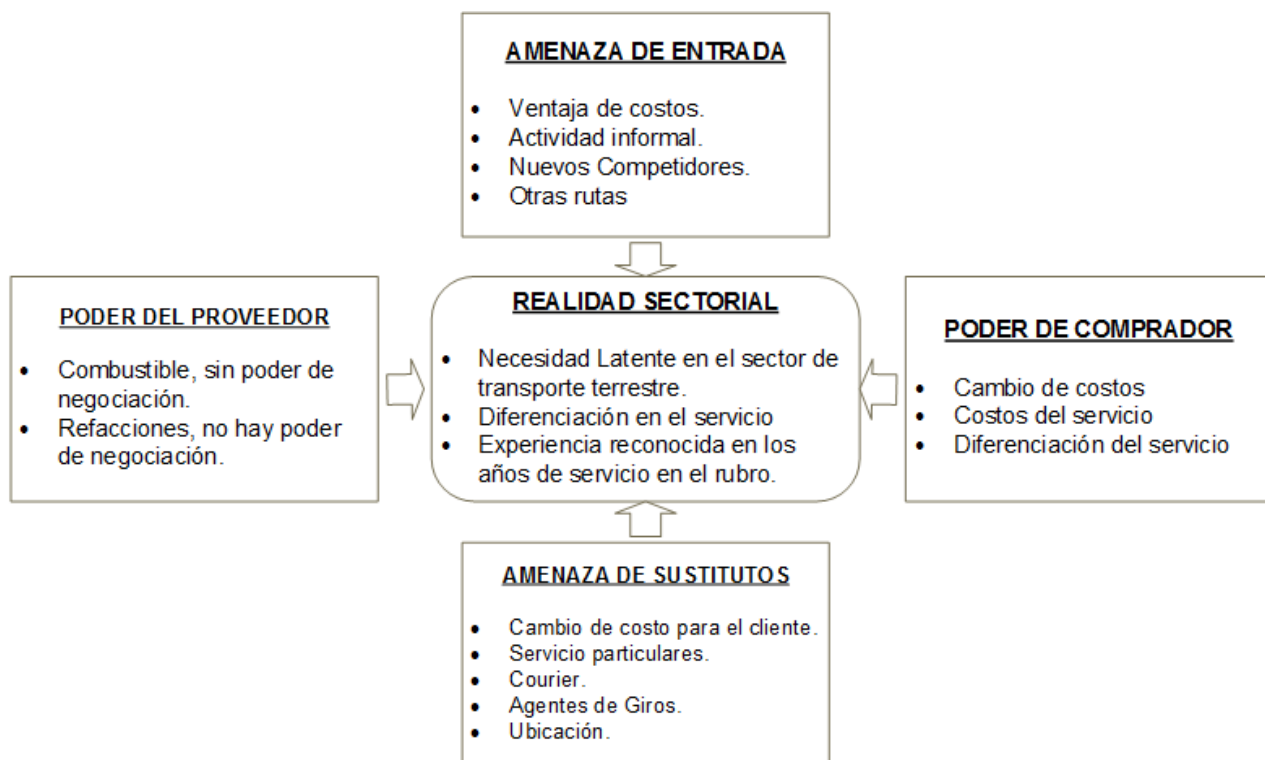 AMENAZA DE ENTRADA
• Ventaja de costos.
• Actividad informal.
• Nuevos Competidores.
• Otras rutas
PODER DEL PROVEEDOR
• Combustible, sin poder de
negociación.
• Refacciones, no hay poder
de negociación.
REALIDAD SECTORIAL
• Necesidad Latente en el sector de
transporte terrestre.
• Diferenciación en el servicio
• Experiencia reconocida en los
años de servicio en el rubro.
PODER DE COMPRADOR
• Cambio de costos
• Costos del servicio
• Diferenciación del servicio
AMENAZA DE SUSTITUTOS
• Cambio de costo para el cliente.
• Servicio particulares.
• Courier.
• Agentes de Giros.
• Ubicación.